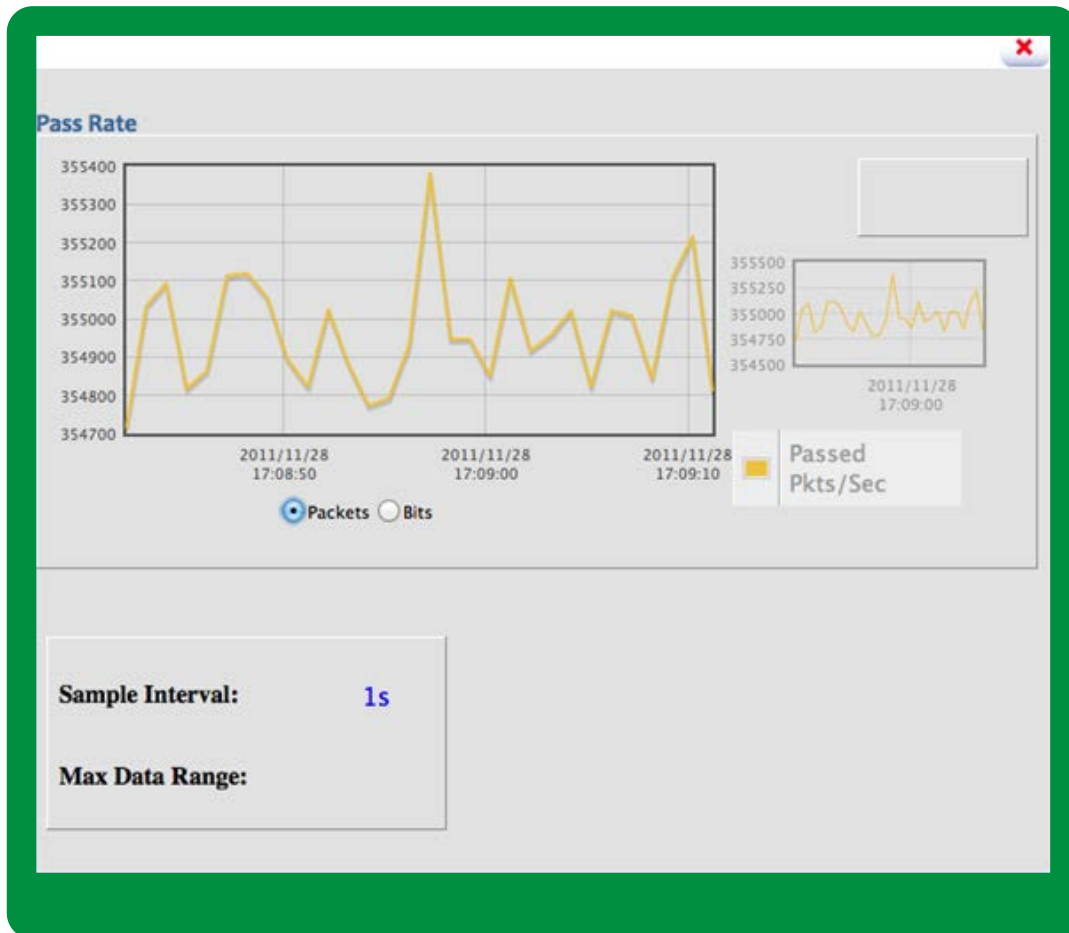 Pass Rate
355400
355300
355200
355100
355000
354900
354800
354700
2011/11/28 2011/11/28 2011/11/28
17:08:50 17:09:00 17:09:10
Packets Bits
355500
355250
355000
354750
354500
2011/11/28
17:09:00
Passed
Pkts/Sec
Sample Interval: 1s
Max Data Range: